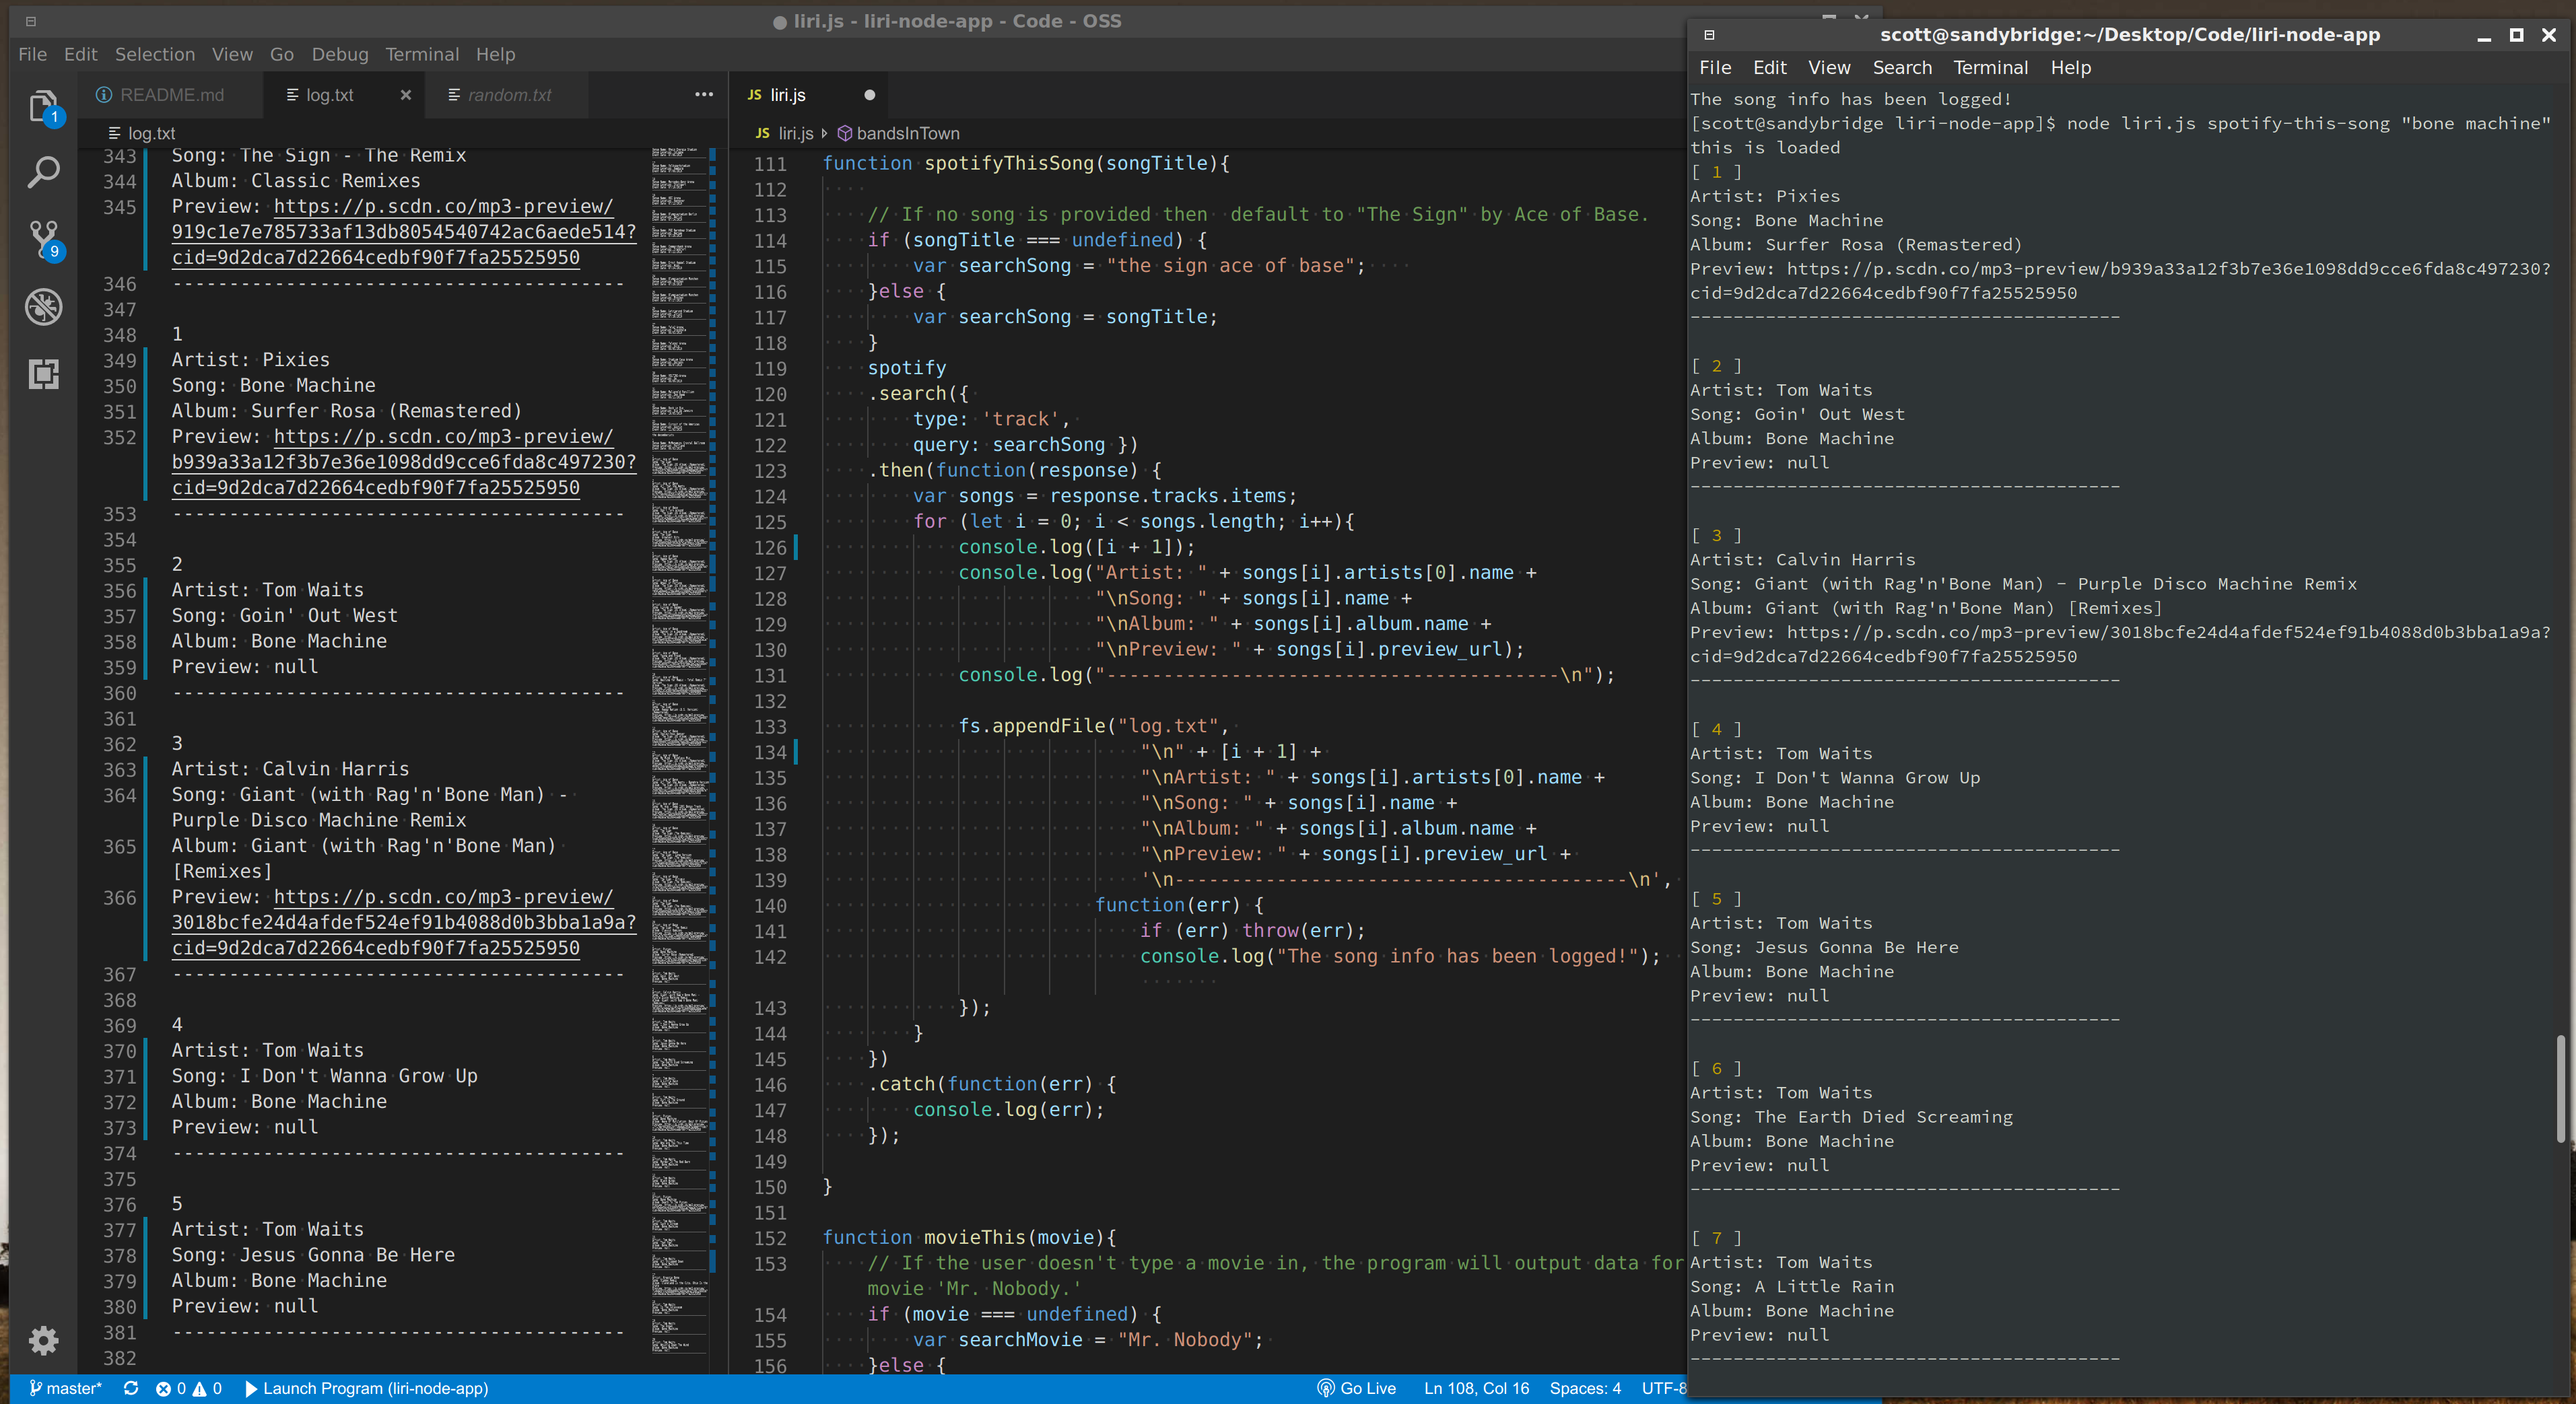 liri.js - liri-node-app - Code - OSS
File Edit Selection View Go Debug Terminal Help
README.md log.txt random.txt
log.txt
343 Song: The Sign - The Remix
344 Album: Classic Remixes
345 Preview: https://p.scdn.co/mp3-preview/
919c1e7e785733af13db8054540742ac6aede514?
cid=9d2dca7d22664cedbf90f7fa25525950
346 ----------------------------------------
347
348 1
349 Artist: Pixies
350 Song: Bone Machine
351 Album: Surfer Rosa (Remastered)
352 Preview: https://p.scdn.co/mp3-preview/
b939a33a12f3b7e36e1098dd9cce6fda8c497230?
cid=9d2dca7d22664cedbf90f7fa25525950
353 ----------------------------------------
354
355 2
356 Artist: Tom Waits
357 Song: Goin' Out West
358 Album: Bone Machine
359 Preview: null
360 ----------------------------------------
361
362 3
363 Artist: Calvin Harris
364 Song: Giant (with Rag'n'Bone Man) -
Purple Disco Machine Remix
365 Album: Giant (with Rag'n'Bone Man)
[Remixes]
366 Preview: https://p.scdn.co/mp3-preview/
3018bcfe24d4afdef524ef91b4088d0b3bba1a9a?
cid=9d2dca7d22664cedbf90f7fa25525950
367 ----------------------------------------
368
369 4
370 Artist: Tom Waits
371 Song: I Don't Wanna Grow Up
372 Album: Bone Machine
373 Preview: null
374 ----------------------------------------
375
376 5
377 Artist: Tom Waits
378 Song: Jesus Gonna Be Here
379 Album: Bone Machine
380 Preview: null
381 ----------------------------------------
382
JS liri.js
JS liri.js bandsInTown
111 function spotifyThisSong(songTitle){
112
113 // If no song is provided then  default to "The Sign" by Ace of Base.
114 if (songTitle === undefined) {
115 var searchSong = "the sign ace of base";
116 }else {
117 var searchSong = songTitle;
118 }
119 spotify
120 .search({
121 type: 'track',
122 query: searchSong })
123 .then(function(response) {
124 var songs = response.tracks.items;
125 for (let i = 0; i < songs.length; i++){
126 console.log([i + 1]);
127 console.log("Artist: " + songs[i].artists[0].name +
128 "\nSong: " + songs[i].name +
129 "\nAlbum: " + songs[i].album.name +
130 "\nPreview: " + songs[i].preview_url);
131 console.log("----------------------------------------\n");
132
133 fs.appendFile("log.txt",
134 "\n" + [i + 1] +
135 "\nArtist: " + songs[i].artists[0].name +
136 "\nSong: " + songs[i].name +
137 "\nAlbum: " + songs[i].album.name +
138 "\nPreview: " + songs[i].preview_url +
139 '\n----------------------------------------\n',
140 function(err) {
141 if (err) throw(err);
142 console.log("The song info has been logged!");
143 });
144 }
145 })
146 .catch(function(err) {
147 console.log(err);
148 });
149
150 }
151
152 function movieThis(movie){
153 // If the user doesn't type a movie in, the program will output data for
movie 'Mr. Nobody.'
154 if (movie === undefined) {
155 var searchMovie = "Mr. Nobody";
156 }else {
master* 0 0 Launch Program (liri-node-app)
Go Live Ln 108, Col 16 Spaces: 4 UTF-8
1
9
scott@sandybridge:~/Desktop/Code/liri-node-app
File Edit View Search Terminal Help
The song info has been logged!
[scott@sandybridge liri-node-app]$ node liri.js spotify-this-song "bone machine"
this is loaded
[ 1 ]
Artist: Pixies
Song: Bone Machine
Album: Surfer Rosa (Remastered)
Preview: https://p.scdn.co/mp3-preview/b939a33a12f3b7e36e1098dd9cce6fda8c497230?
cid=9d2dca7d22664cedbf90f7fa25525950
----------------------------------------
[ 2 ]
Artist: Tom Waits
Song: Goin' Out West
Album: Bone Machine
Preview: null
----------------------------------------
[ 3 ]
Artist: Calvin Harris
Song: Giant (with Rag'n'Bone Man) - Purple Disco Machine Remix
Album: Giant (with Rag'n'Bone Man) [Remixes]
Preview: https://p.scdn.co/mp3-preview/3018bcfe24d4afdef524ef91b4088d0b3bba1a9a?
cid=9d2dca7d22664cedbf90f7fa25525950
----------------------------------------
[ 4 ]
Artist: Tom Waits
Song: I Don't Wanna Grow Up
Album: Bone Machine
Preview: null
----------------------------------------
[ 5 ]
Artist: Tom Waits
Song: Jesus Gonna Be Here
Album: Bone Machine
Preview: null
----------------------------------------
[ 6 ]
Artist: Tom Waits
Song: The Earth Died Screaming
Album: Bone Machine
Preview: null
----------------------------------------
[ 7 ]
Artist: Tom Waits
Song: A Little Rain
Album: Bone Machine
Preview: null
----------------------------------------